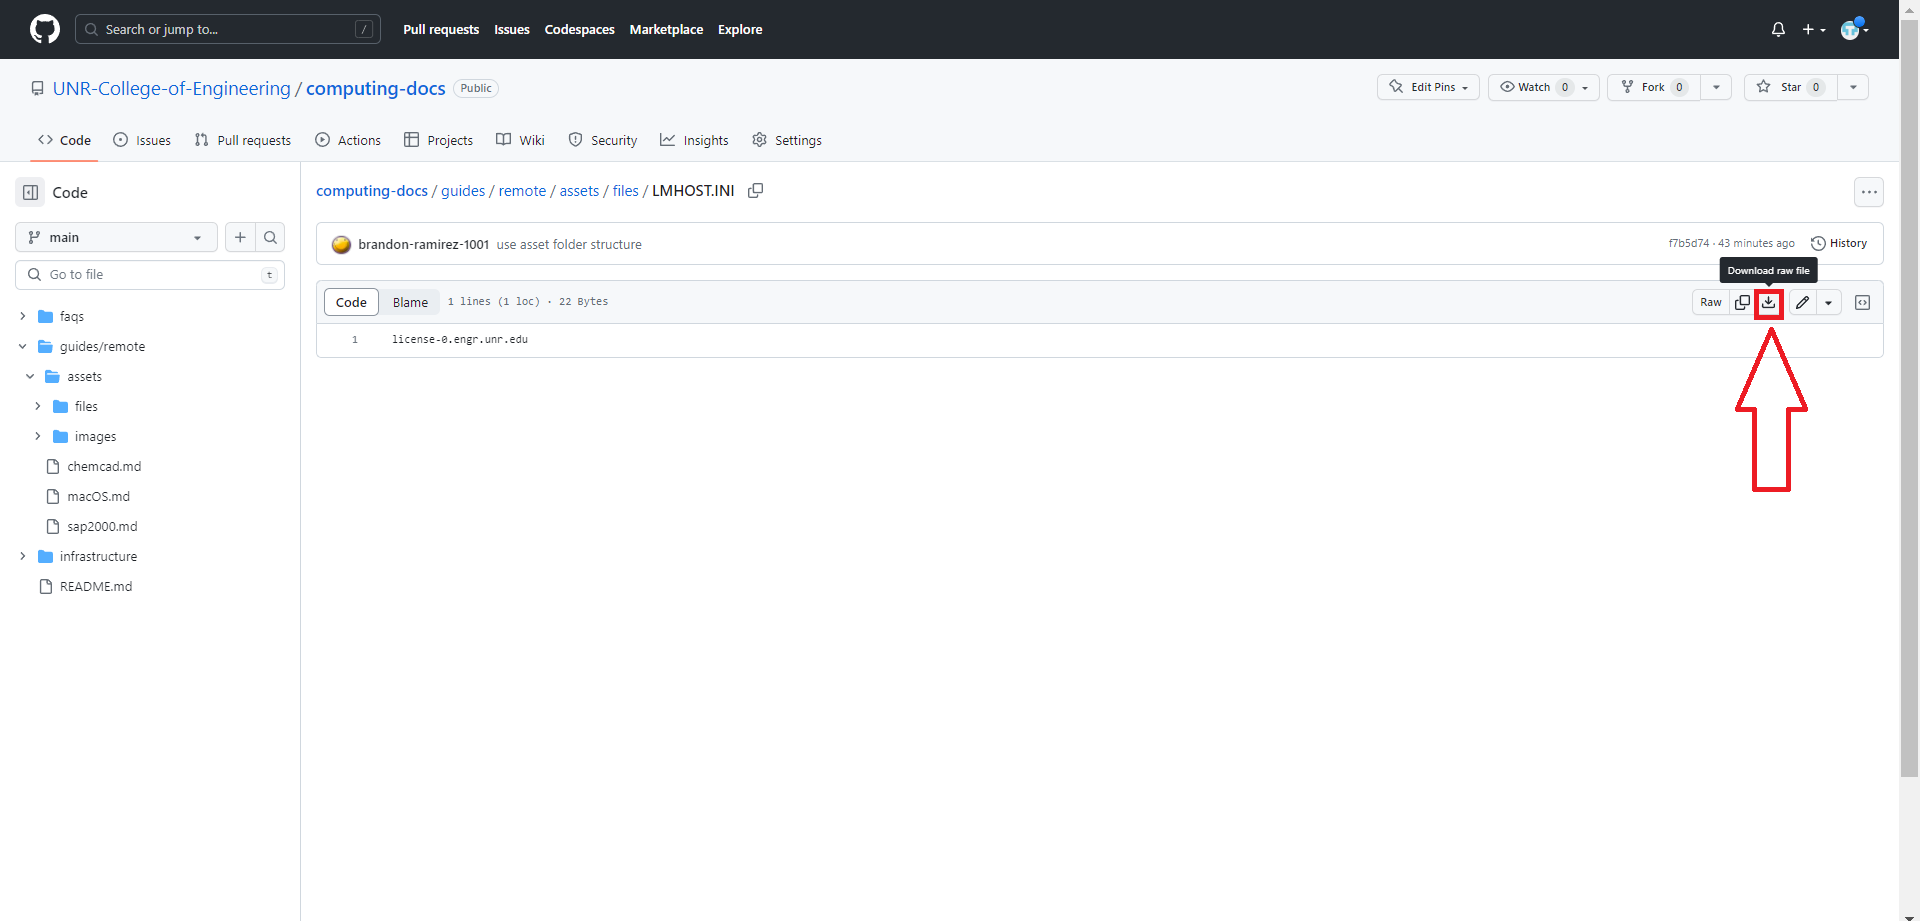 Search or jump to... /
Pull requests Issues Codespaces Marketplace Explore
UNR-College-of-Engineering / computing-docs Public
Edit Pins Watch 0 Fork 0 Star 0
Code Issues Pull requests Actions Projects Wiki Security Insights Settings
Code
computing-docs / guides / remote / assets / files / LMHOST.INI
main
brandon-ramirez-1001 use asset folder structure
f7b5d74 · 43 minutes ago History
Go to file t
Download raw file
Code Blame 1 lines (1 loc) · 22 Bytes
Raw
1 license-0.engr.unr.edu
faqs
guides/remote
assets
files
images
chemcad.md
macOS.md
sap2000.md
infrastructure
README.md